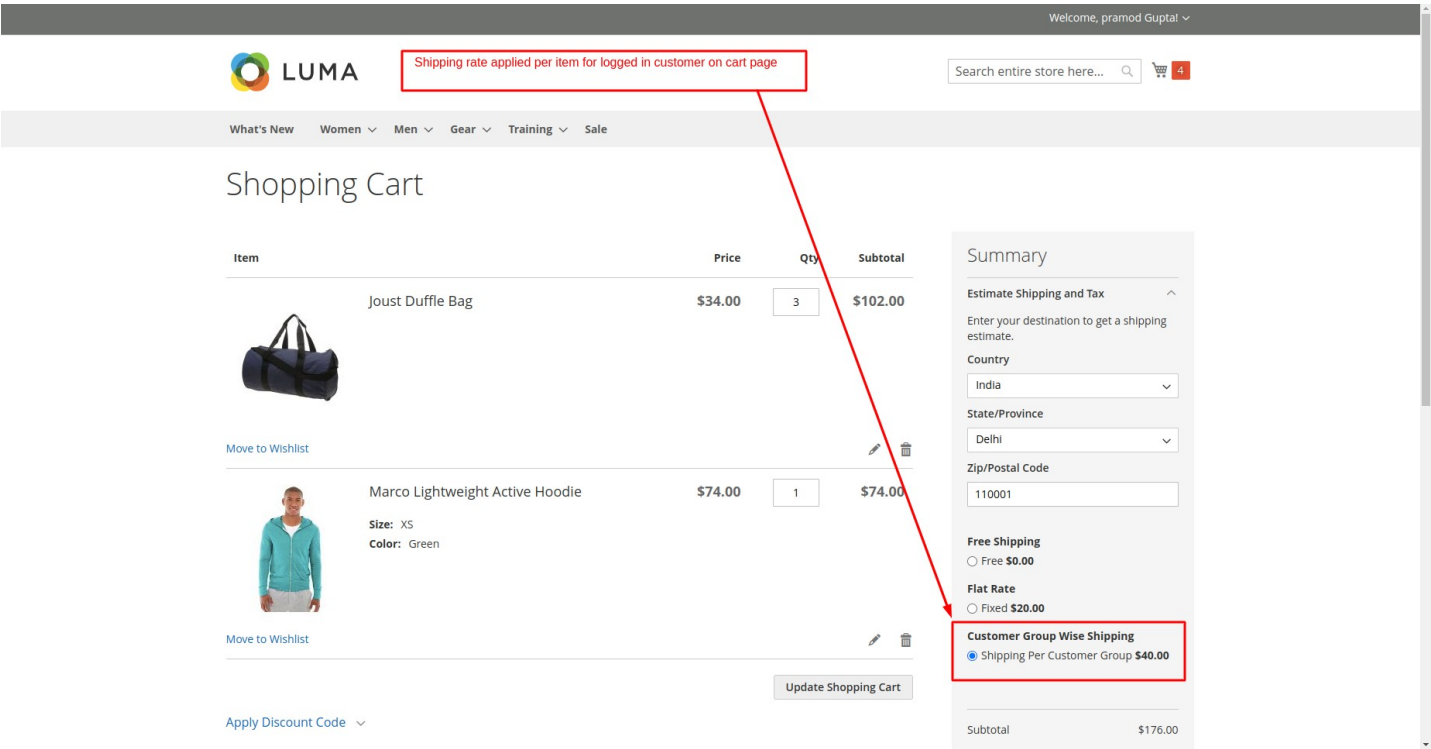 Welcome, pramod Gupta!
LUMA
Shipping rate applied per item for logged in customer on cart page
Search entire store here...
4
What's New Women Men Gear Training Sale
Shopping Cart
Item Price Qty Subtotal
Joust Duffle Bag $34.00 3 $102.00
Move to Wishlist
Marco Lightweight Active Hoodie $74.00 1 $74.00
Size: XS
Color: Green
Move to Wishlist
Update Shopping Cart
Apply Discount Code
Summary
Estimate Shipping and Tax
Enter your destination to get a shipping
estimate.
Country
India
State/Province
Delhi
Zip/Postal Code
110001
Free Shipping
Free $0.00
Flat Rate
Fixed $20.00
Customer Group Wise Shipping
Shipping Per Customer Group $40.00
Subtotal $176.00